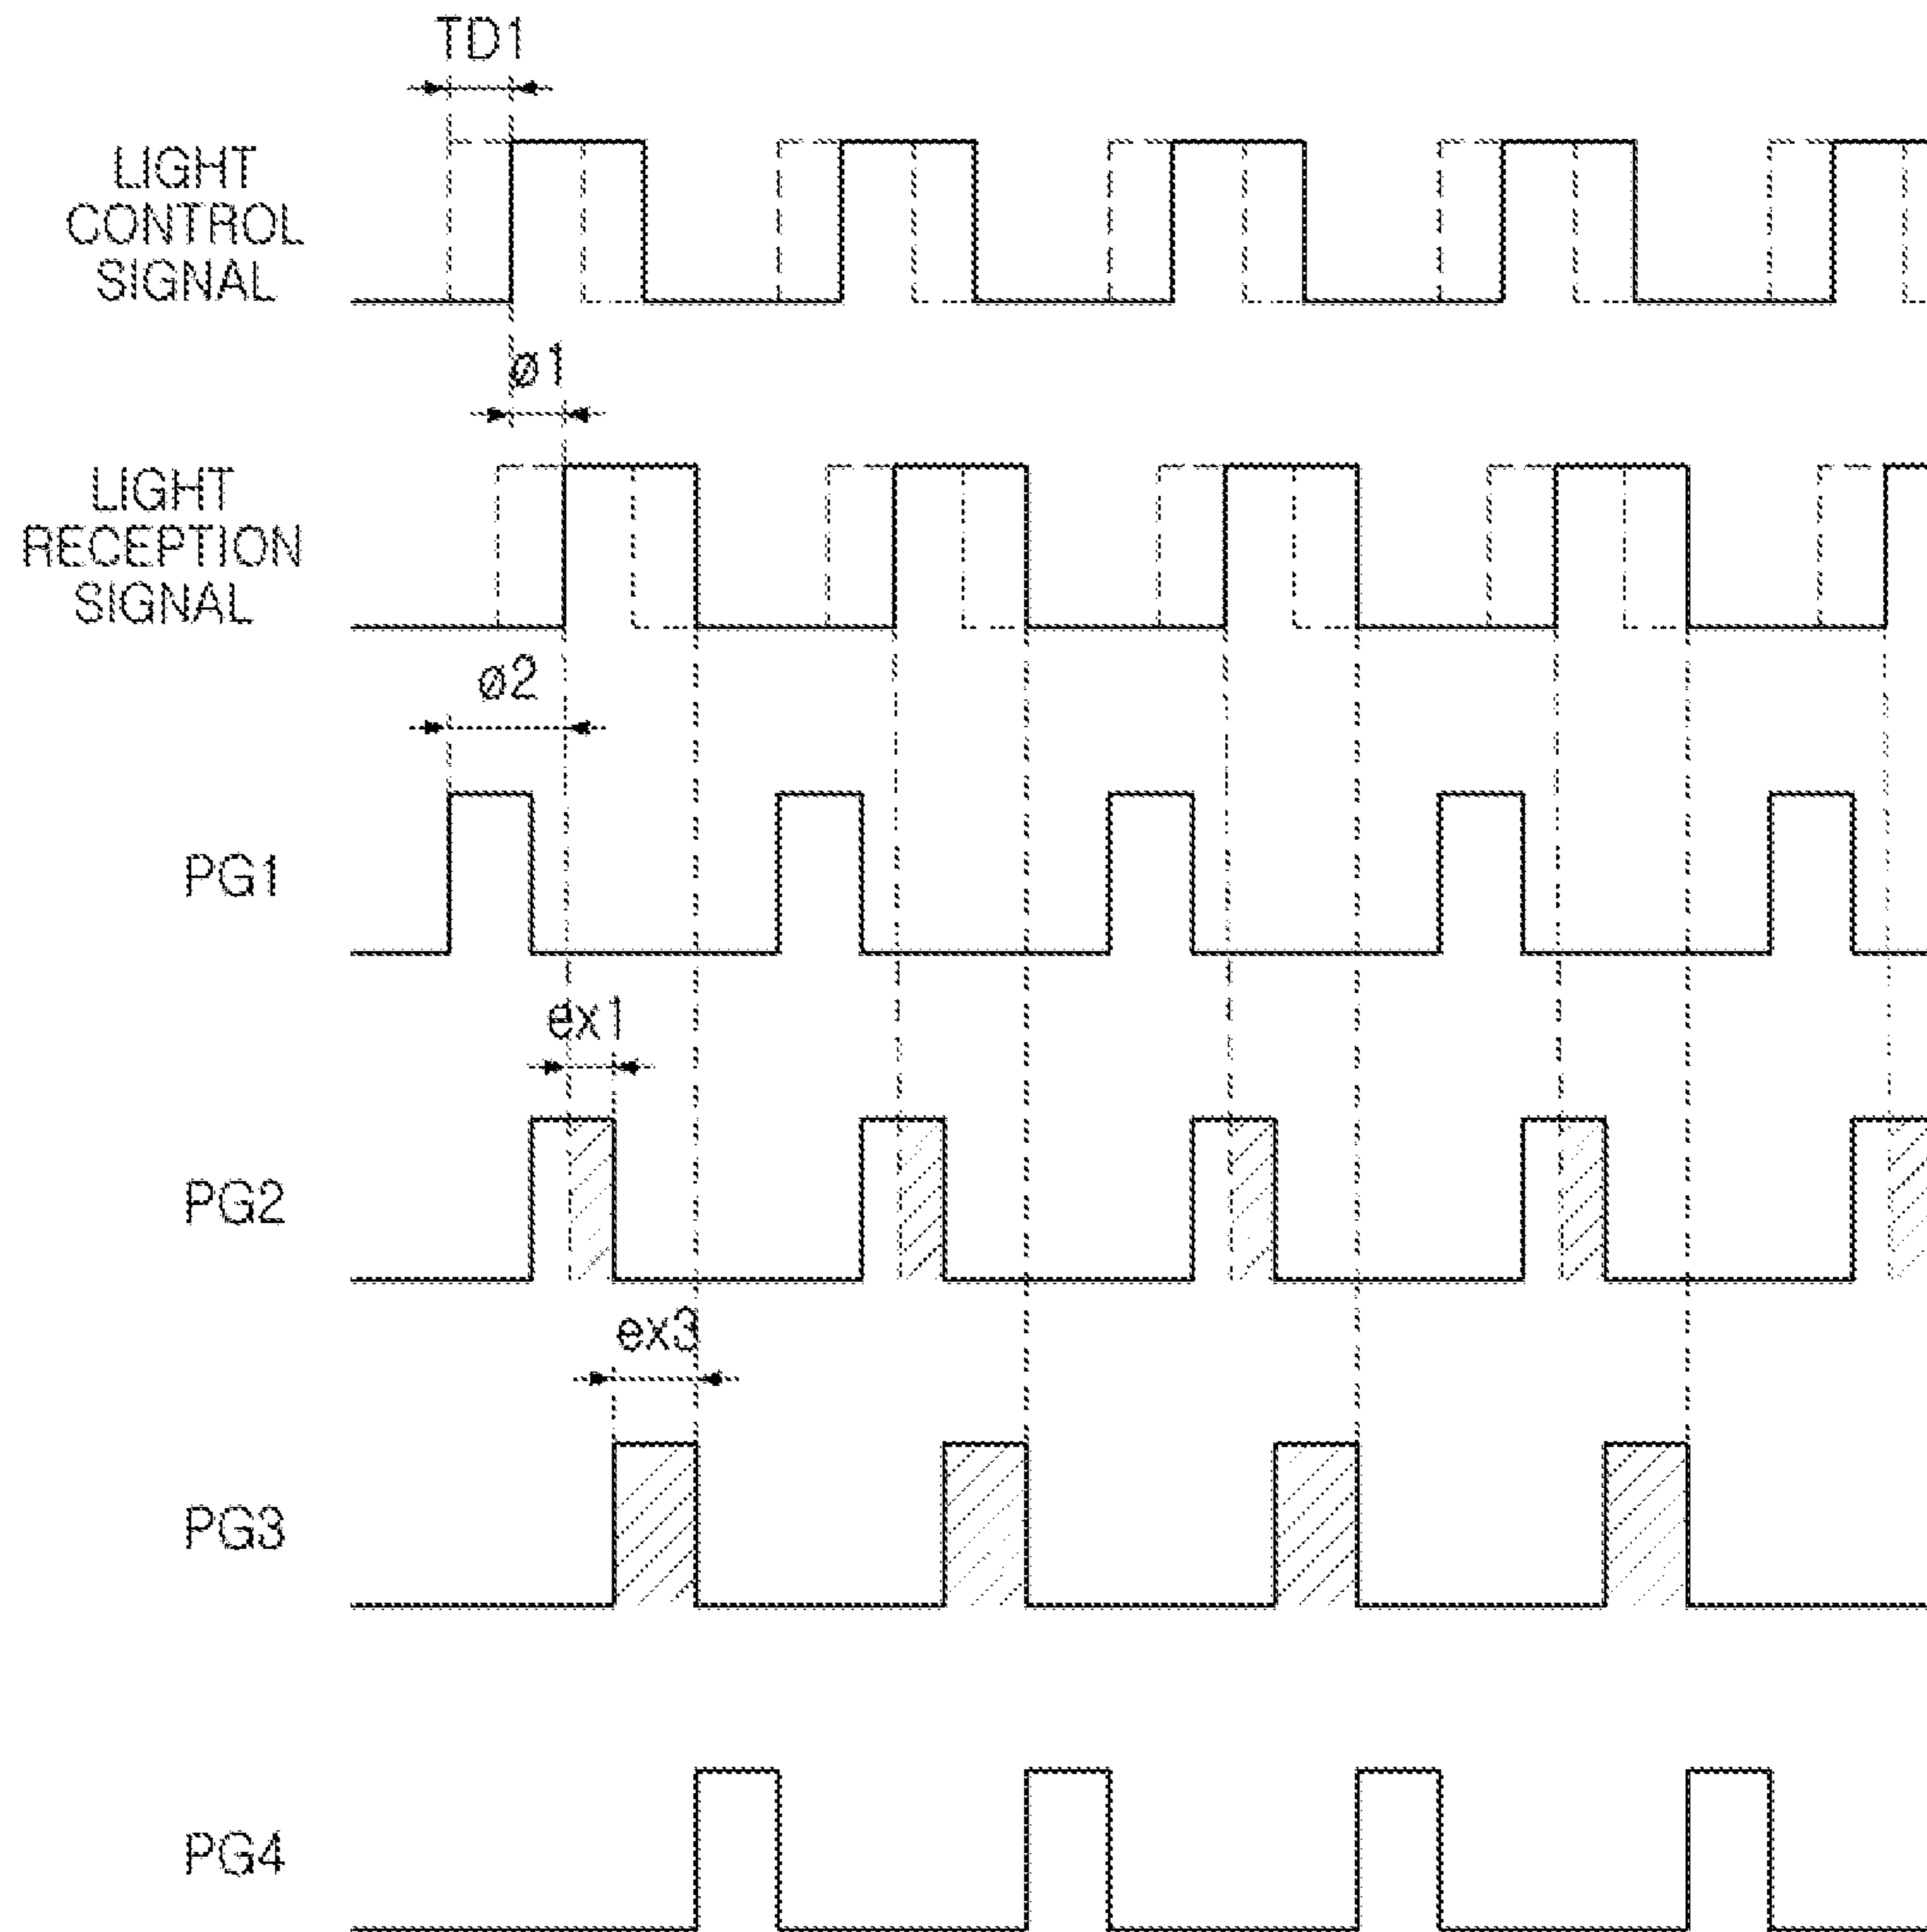 TD1
LIGHT
CONTROL
SIGNAL
ø1
LIGHT
RECEPTION
SIGNAL
ø2
PG1
ex1
PG2
ex3
PG3
PG4